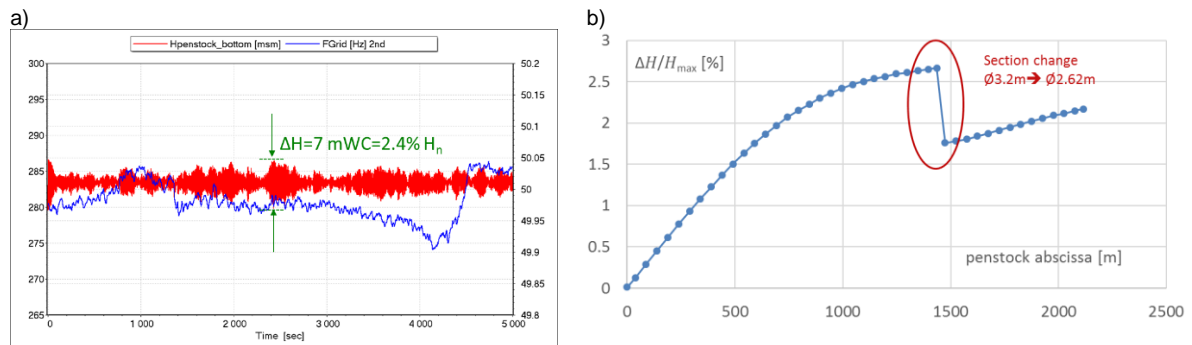 a)
Hpenstock_bottom [msm] FGrid [Hz] 2nd
300
295
290
285
280
275
270
265
50.2
50.15
50.1
50.05
50
49.95
49.9
49.85
49.8
ΔH=7 mWC=2.4% Hn
0 1 000 2 000 3 000 4 000 5 000
Time [sec]
b)
3
2.5
2
1.5
1
0.5
0
ΔH/Hmax [%]
Section change
Ø3.2m➔ Ø2.62m
penstock abscissa [m]
0 500 1000 1500 2000 2500